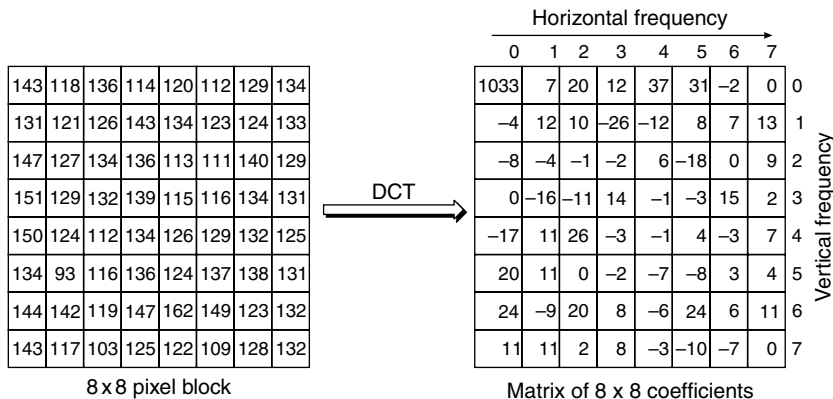 Horizontal frequency
0 1 2 3 4 5 6 7
143 118 136 114 120 112 129 134
131 121 126 143 134 123 124 133
147 127 134 136 113 111 140 129
151 129 132 139 115 116 134 131
150 124 112 134 126 129 132 125
134 93 116 136 124 137 138 131
144 142 119 147 162 149 123 132
143 117 103 125 122 109 128 132
8 x 8 pixel block
DCT
1033 7 20 12 37 31 –2 0 0
–4 12 10 –26 –12 8 7 13 1
–8 –4 –1 –2 6 –18 0 9 2
0 –16 –11 14 –1 –3 15 2 3
–17 11 26 –3 –1 4 –3 7 4
20 11 0 –2 –7 –8 3 4 5
24 –9 20 8 –6 24 6 11 6
11 11 2 8 –3 –10 –7 0 7
Vertical frequency
Matrix of 8 x 8 coefficients